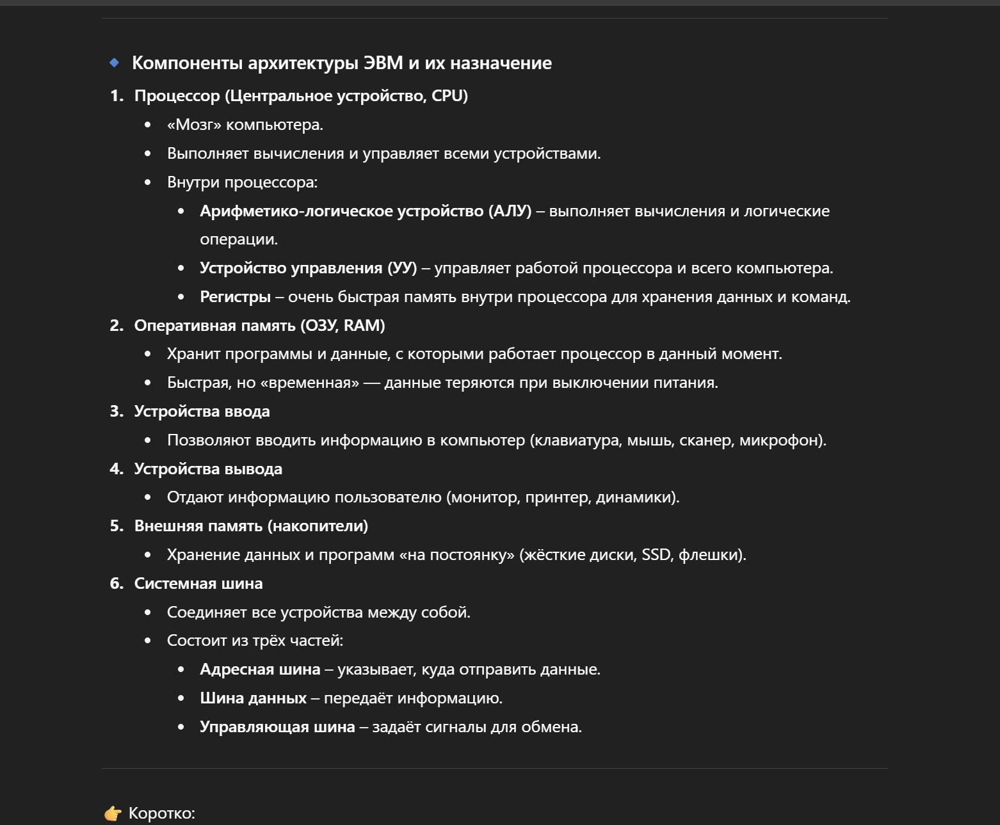 Компоненты архитектуры ЭВМ и их назначение
1. Процессор (Центральное устройство, CPU)
• «Мозг» компьютера.
• Выполняет вычисления и управляет всеми устройствами.
• Внутри процессора:
• Арифметико-логическое устройство (АЛУ) – выполняет вычисления и логические
операции.
• Устройство управления (УУ) – управляет работой процессора и всего компьютера.
• Регистры – очень быстрая память внутри процессора для хранения данных и команд.
2. Оперативная память (ОЗУ, RAM)
• Хранит программы и данные, с которыми работает процессор в данный момент.
• Быстрая, но «временная» — данные теряются при выключении питания.
3. Устройства ввода
• Позволяют вводить информацию в компьютер (клавиатура, мышь, сканер, микрофон).
4. Устройства вывода
• Отдают информацию пользователю (монитор, принтер, динамики).
5. Внешняя память (накопители)
• Хранение данных и программ «на постоянку» (жёсткие диски, SSD, флешки).
6. Системная шина
• Соединяет все устройства между собой.
• Состоит из трёх частей:
• Адресная шина – указывает, куда отправить данные.
• Шина данных – передаёт информацию.
• Управляющая шина – задаёт сигналы для обмена.
👉 Коротко: